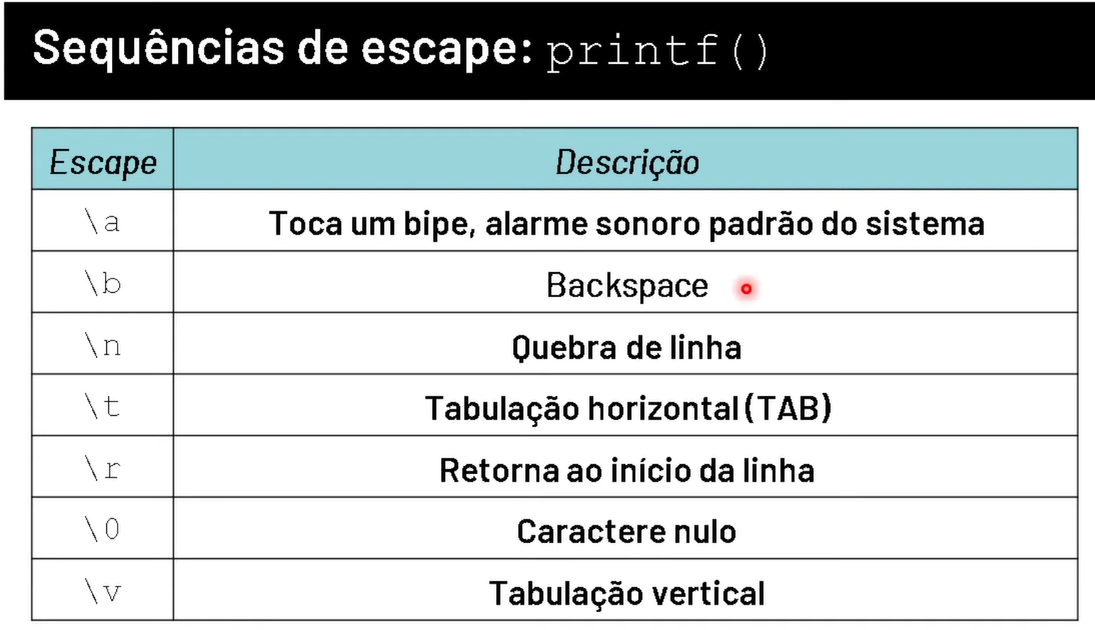 Sequências de escape: printf()
Escape Descrição
\a Toca um bipe, alarme sonoro padrão do sistema
\b Backspace
\n Quebra de linha
\t Tabulação horizontal (TAB)
\r Retorna ao início da linha
\0 Caractere nulo
\v Tabulação vertical